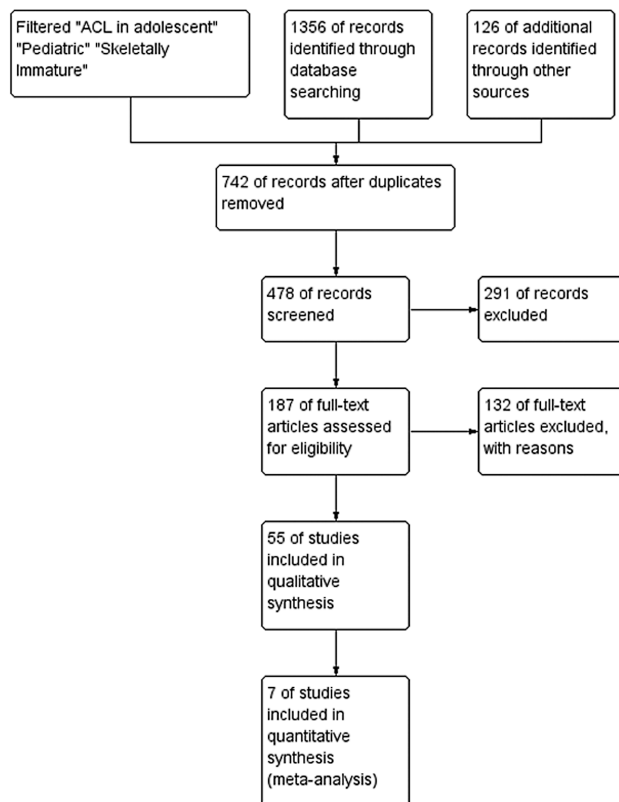 Filtered "ACL in adolescent"
"Pediatric" "Skeletally
Immature"
1356 of records
identified through
database
searching
126 of additional
records identified
through other
sources
742 of records after duplicates
removed
478 of records
screened
291 of records
excluded
187 of full-text
articles assessed
for eligibility
132 of full-text
articles excluded,
with reasons
55 of studies
included in
qualitative
synthesis
7 of studies
included in
quantitative
synthesis
(meta-analysis)